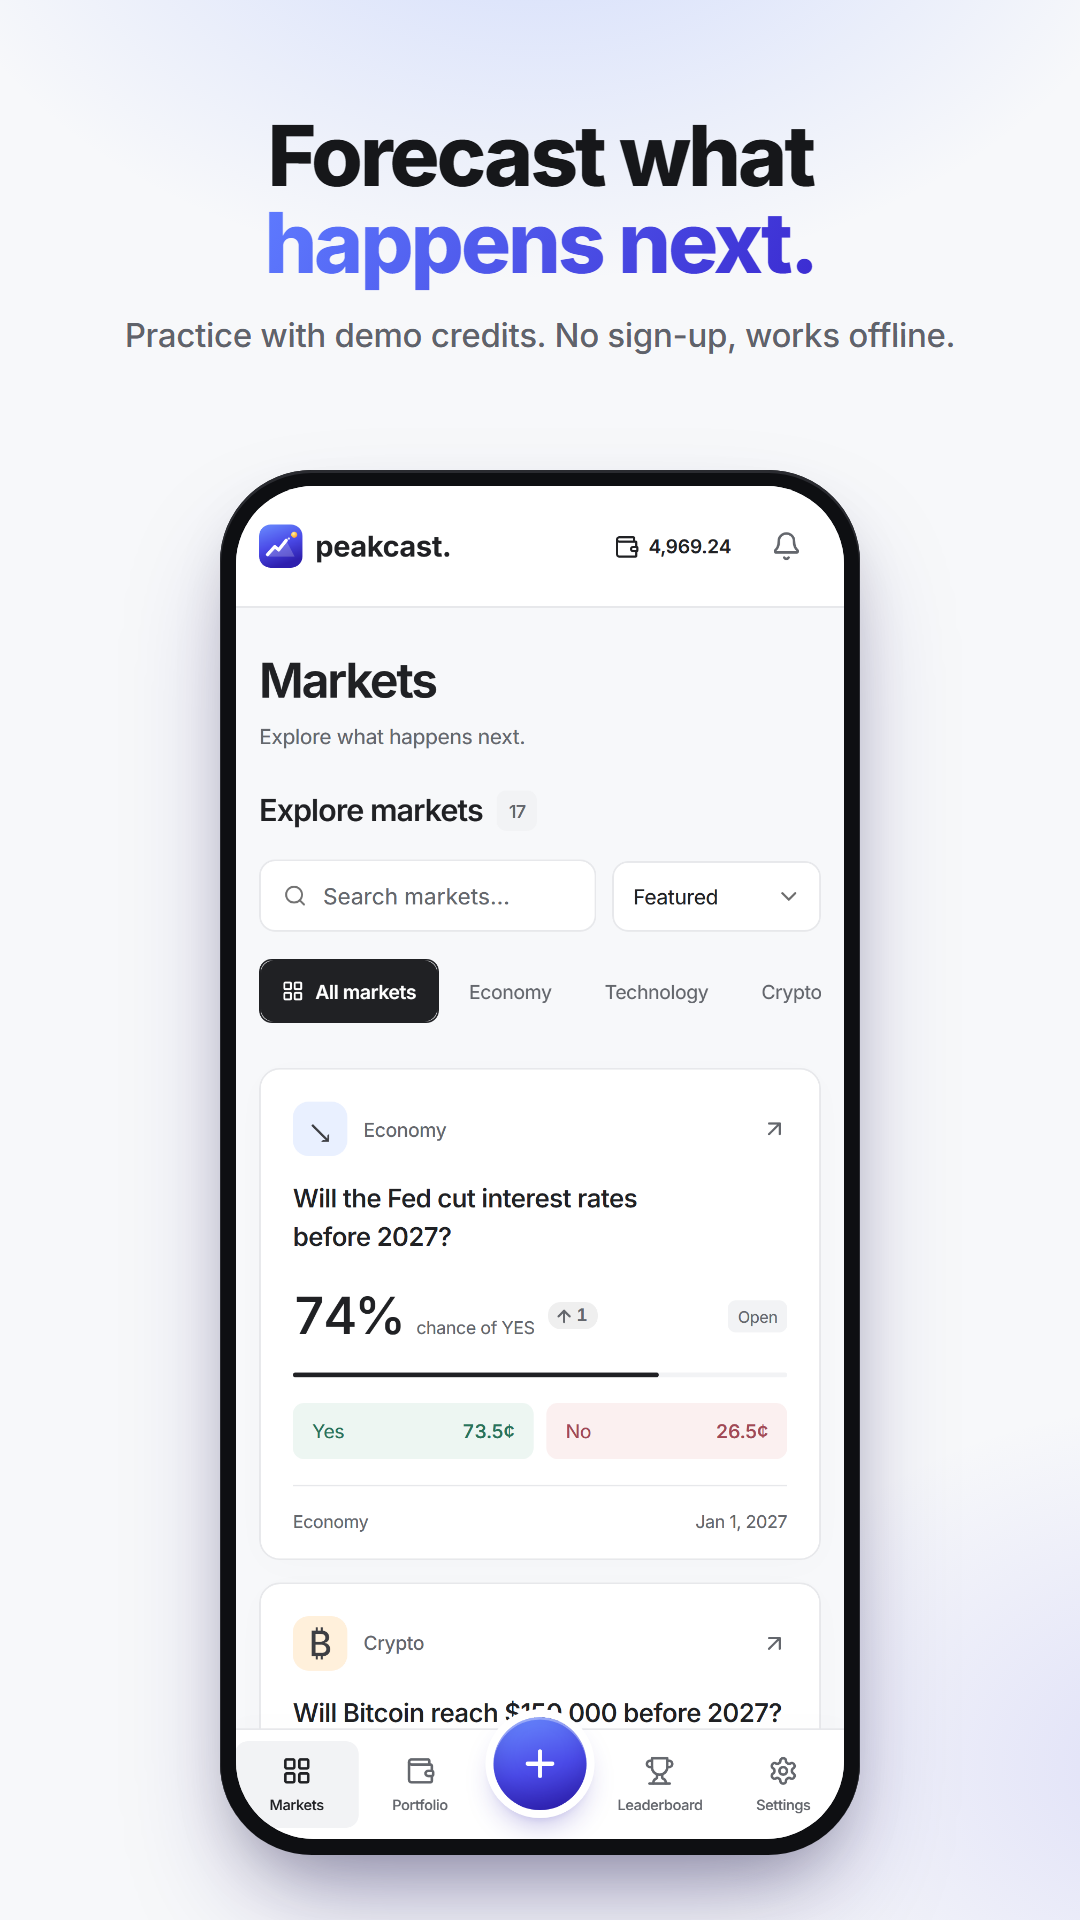 Forecast what
happens next.
Practice with demo credits. No sign-up, works offline.
peakcast.
4,969.24
Markets
Explore what happens next.
Explore markets 17
Search markets...
Featured
All markets Economy Technology Crypto
Economy
Will the Fed cut interest rates
before 2027?
74% chance of YES ↑ 1 Open
Yes 73.5¢ No 26.5¢
Economy Jan 1, 2027
₿ Crypto
Will Bitcoin reach 000 before 2027?
Markets Portfolio + Leaderboard Settings